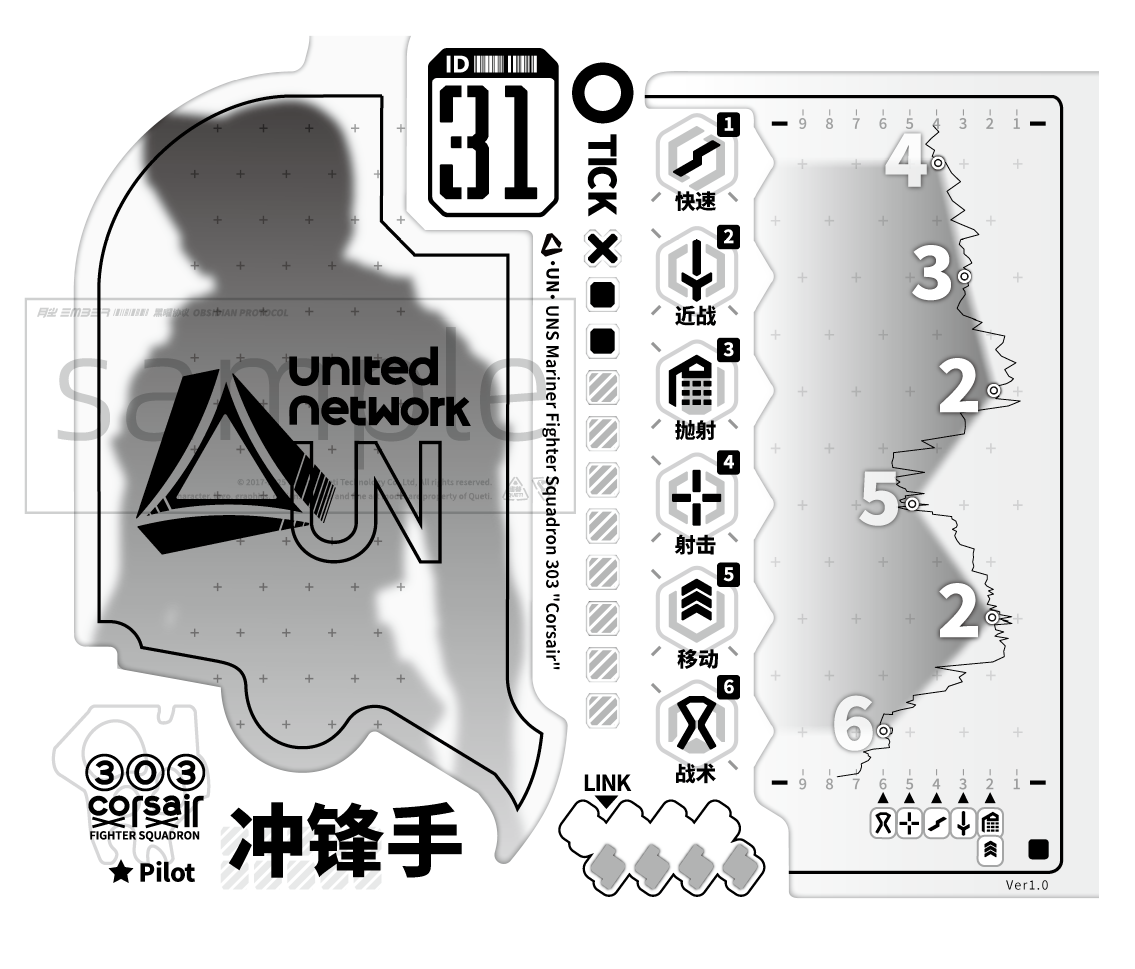 ID
31
TICK
·UN· UNS Mariner Fighter Squadron 303 "Corsair"
EMBER
OBSIDIAN PROTOCOL
sample
United
Network
UN
303
corsair
FIGHTER SQUADRON
★ Pilot
冲锋手
LINK
1
快速
2
近战
3
抛射
4
射击
5
移动
6
战术
9 8 7 6 5 4 3 2 1
4
3
2
5
2
6
9 8 7 6 5 4 3 2 1
Ver1.0